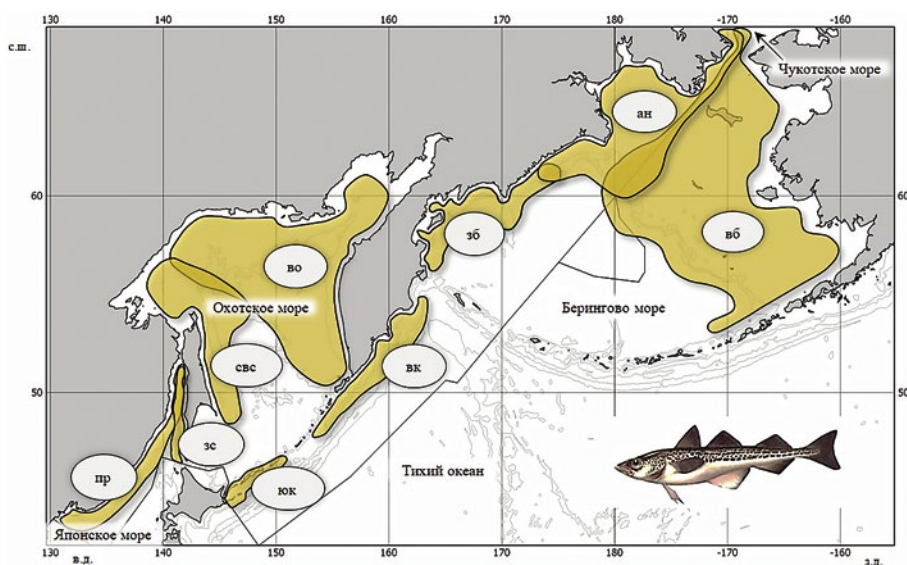 130 140 150 160 170 180 -170 -160
с.ш.
Чукотское море
ан
60 60
зб
вб
во
Охотское море
Берингово море
свс
вк
50 50
зс
пр
Тихий океан
юк
Японское море
130 140 150 160 170 180 -170 -160
в.д. з.д.